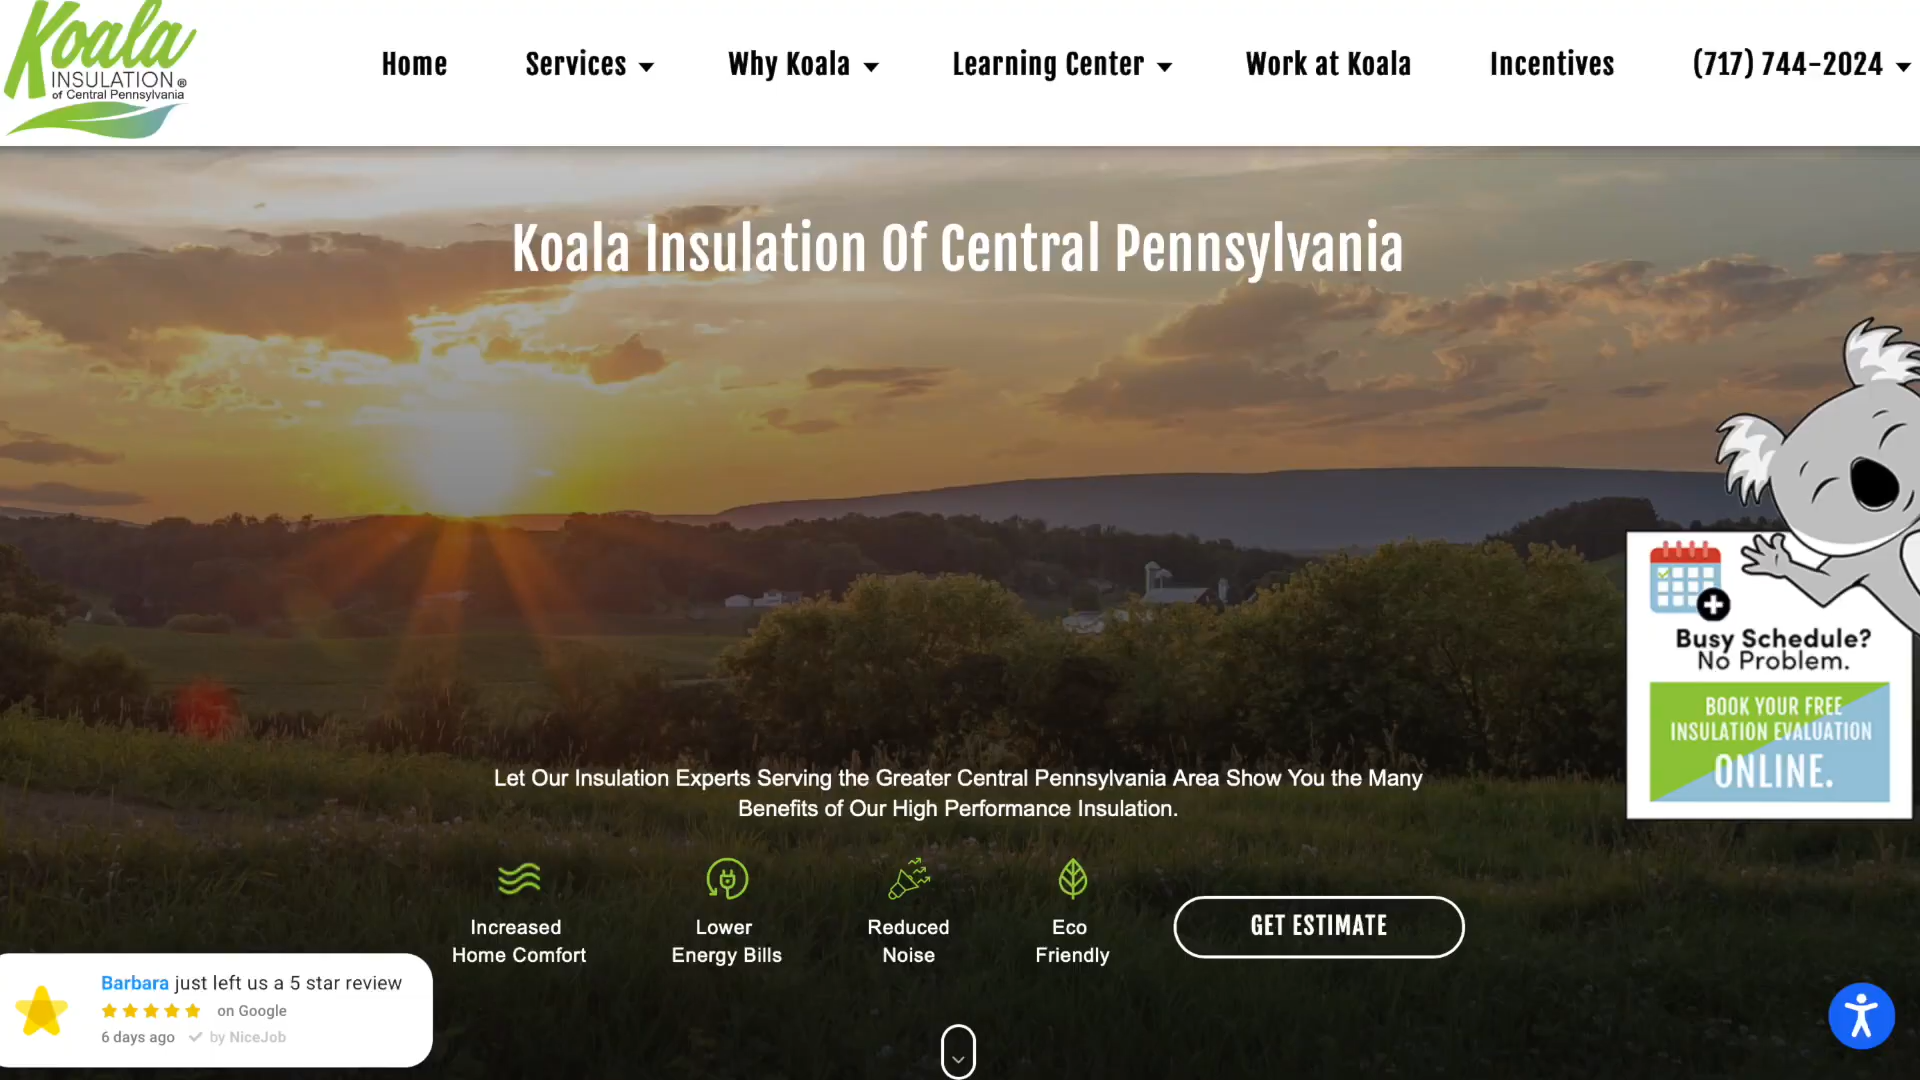 Koala
INSULATION®
of Central Pennsylvania
Home
Services
Why Koala
Learning Center
Work at Koala
Incentives
(717) 744-2024
Koala Insulation Of Central Pennsylvania
Busy Schedule?
No Problem.
BOOK YOUR FREE
INSULATION EVALUATION
ONLINE.
Let Our Insulation Experts Serving the Greater Central Pennsylvania Area Show You the Many
Benefits of Our High Performance Insulation.
Increased
Home Comfort
Lower
Energy Bills
Reduced
Noise
Eco
Friendly
GET ESTIMATE
Barbara just left us a 5 star review
on Google
6 days ago by NiceJob